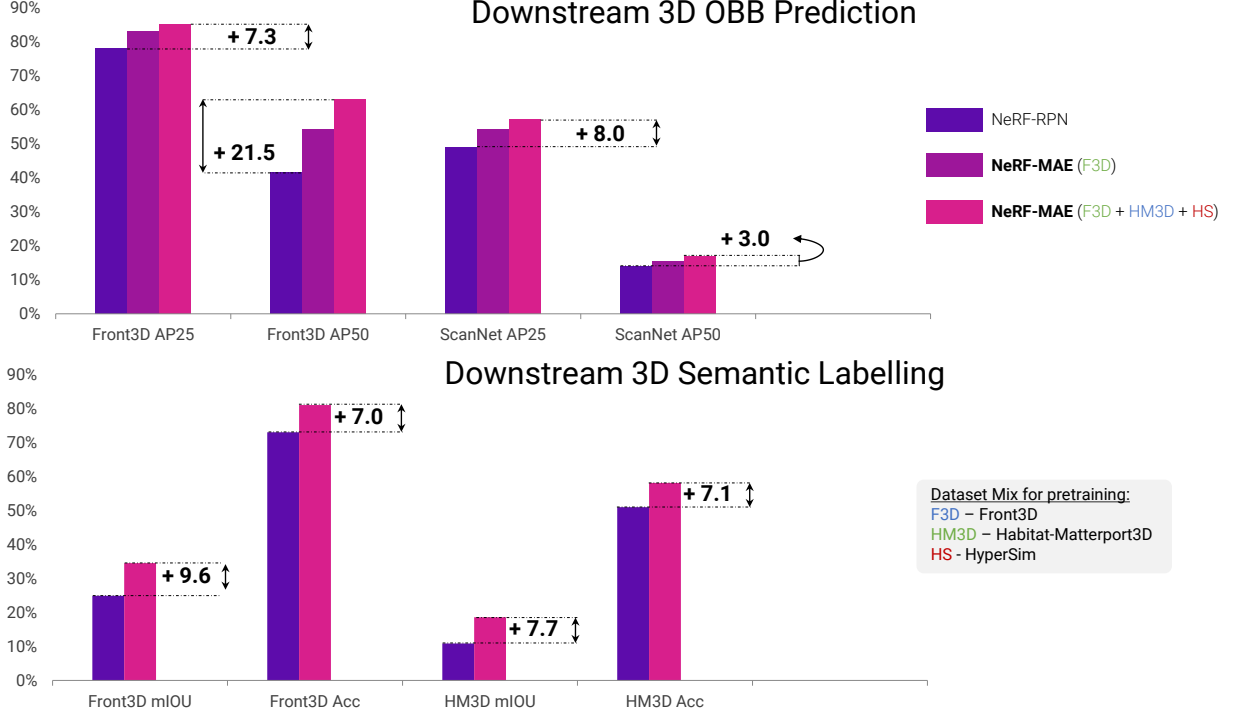 Downstream 3D OBB Prediction
90%
80%
70%
60%
50%
40%
30%
20%
10%
0%
+ 7.3
+ 21.5
+ 8.0
+ 3.0
Front3D AP25
Front3D AP50
ScanNet AP25
ScanNet AP50
NeRF-RPN
NeRF-MAE (F3D)
NeRF-MAE (F3D + HM3D + HS)
Downstream 3D Semantic Labelling
90%
80%
70%
60%
50%
40%
30%
20%
10%
0%
+ 9.6
+ 7.0
+ 7.7
+ 7.1
Front3D mIOU
Front3D Acc
HM3D mIOU
HM3D Acc
Dataset Mix for pretraining:
F3D – Front3D
HM3D – Habitat-Matterport3D
HS - HyperSim